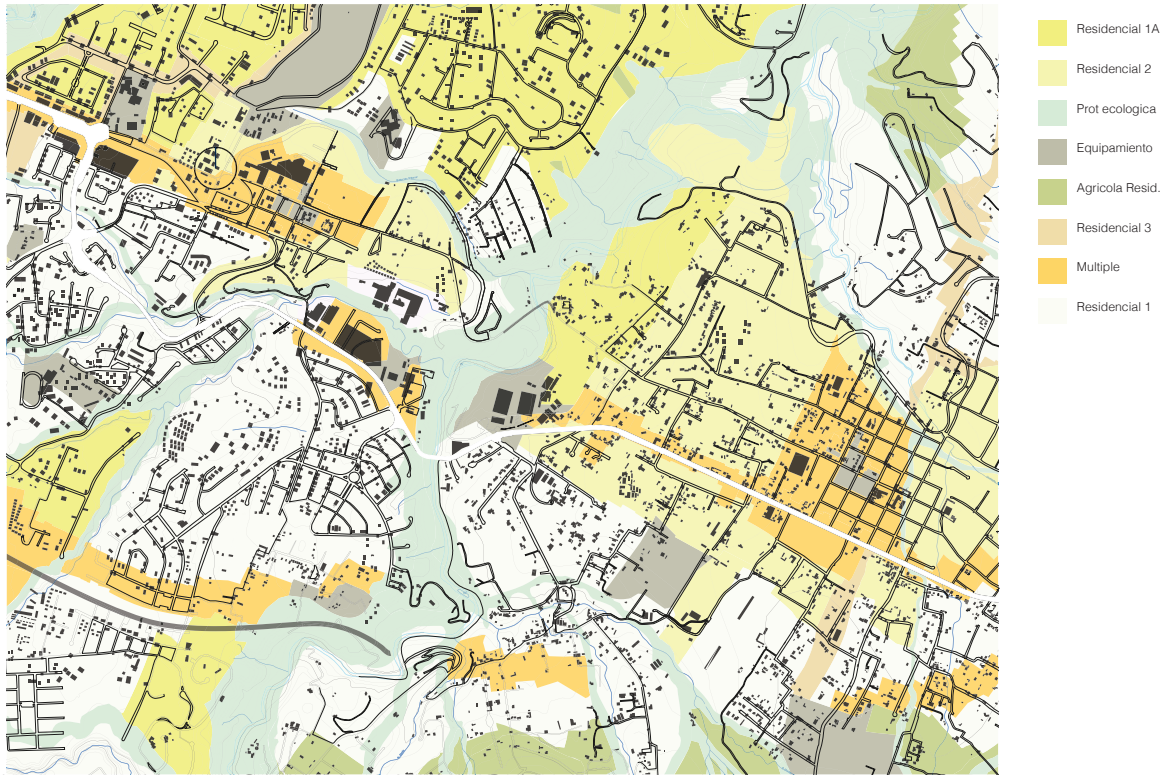 Residencial 1A
Residencial 2
Prot ecologica
Equipamiento
Agricola Resid.
Residencial 3
Multiple
Residencial 1